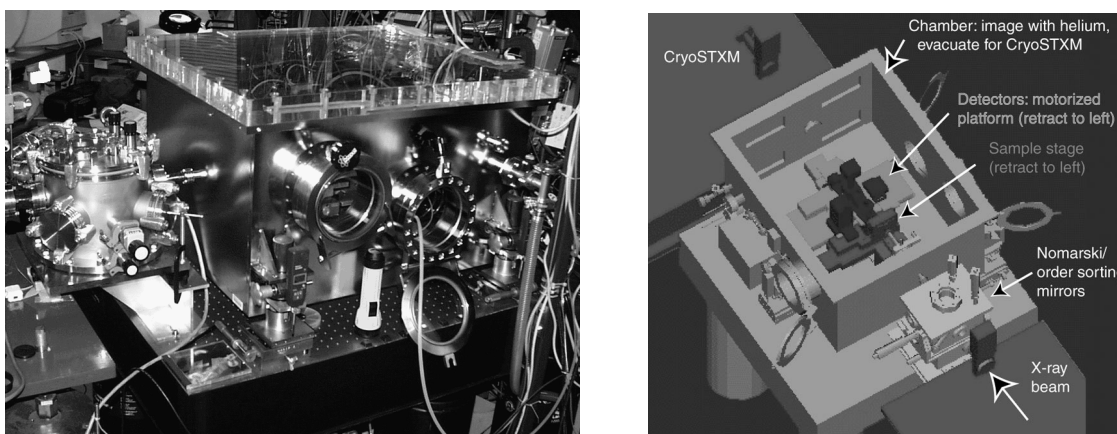 Chamber: image with helium,
evacuate for CryoSTXM
CryoSTXM
Detectors: motorized
platform (retract to left)
Sample stage
(retract to left)
Nomarski/
order sorting
mirrors
X-ray
beam